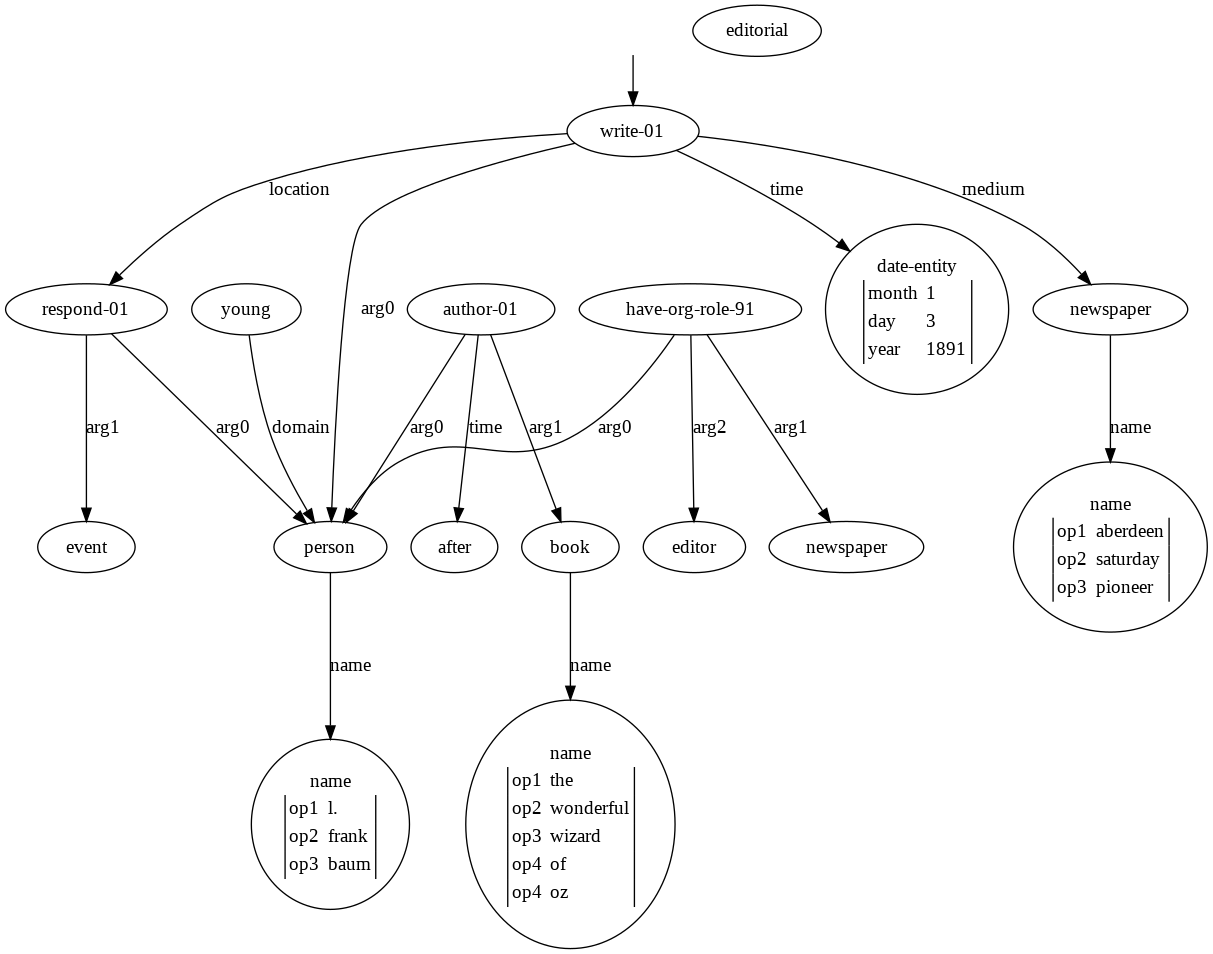 editorial
write-01
location
arg0
time
medium
respond-01
young
author-01
have-org-role-91
date-entity
month 1
day 3
year 1891
newspaper
arg1
arg0
domain
arg0
time
arg1
arg0
arg2
arg1
name
event
person
after
book
editor
newspaper
name
op1 aberdeen
op2 saturday
op3 pioneer
name
name
name
op1 l.
op2 frank
op3 baum
name
op1 the
op2 wonderful
op3 wizard
op4 of
op4 oz